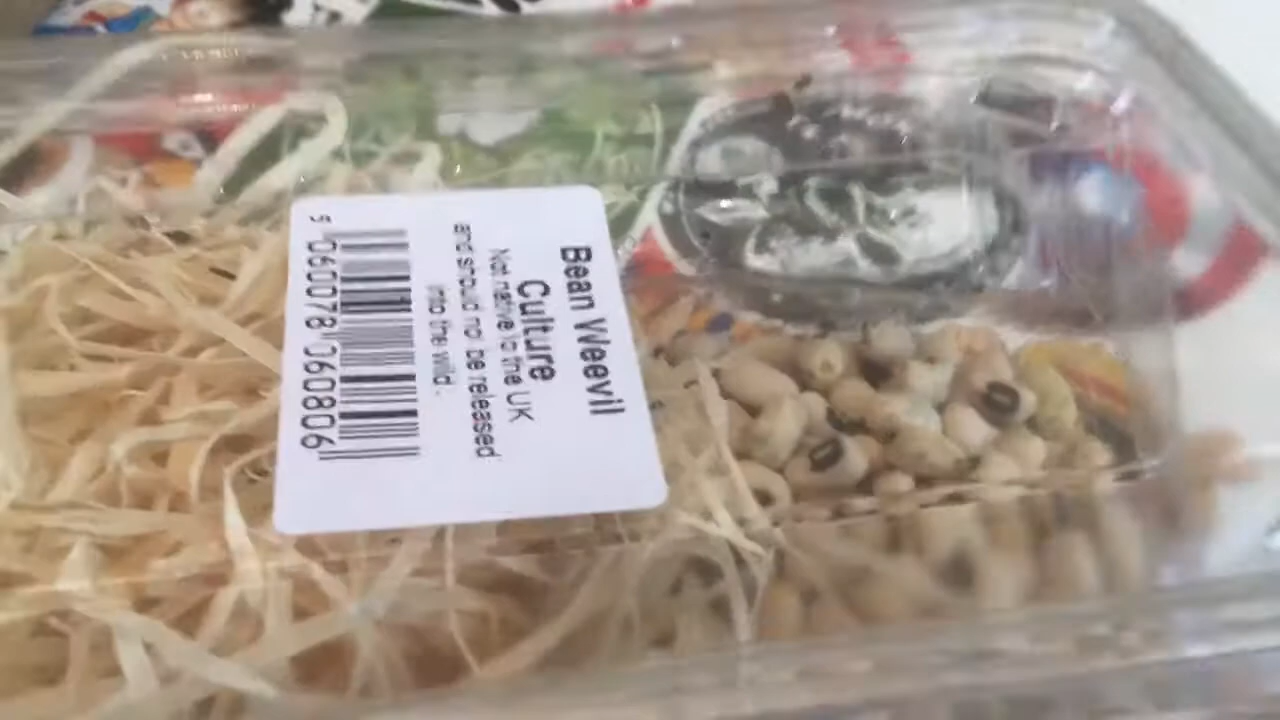 Bean Weevil
Culture
Not native to the UK
and should not be released
into the wild.
5 060078 060806